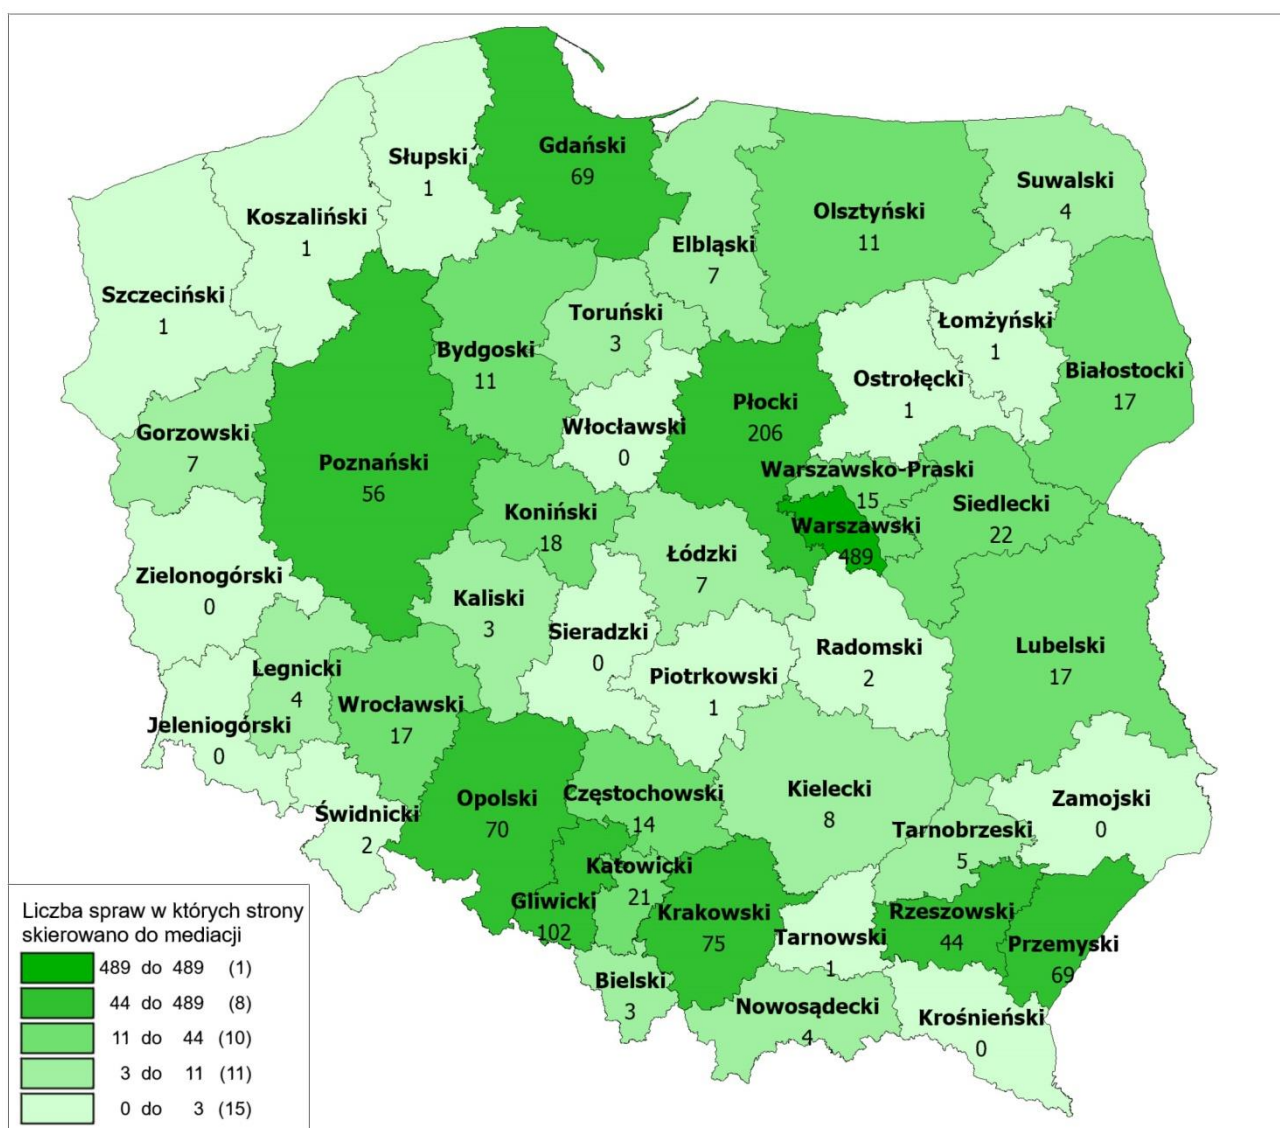 Gdański
69
Słupski
1
Suwalski
4
Koszaliński
1
Olsztyński
11
Elbląski
7
Szczeciński
1
Toruński
3
Łomżyński
1
Bydgoski
11
Białostocki
17
Ostrołęcki
1
Płocki
206
Włocławski
0
Gorzowski
7
Poznański
56
Warszawsko-Praski
15
Siedlecki
22
Koniński
18
Warszawski
489
Łódzki
7
Zielonogórski
0
Kaliski
3
Sieradzki
0
Radomski
2
Lubelski
17
Legnicki
4
Piotrkowski
1
Wrocławski
17
Jeleniogórski
0
Kielecki
8
Częstochowski
14
Opolski
70
Zamojski
0
Świdnicki
2
Tarnobrzeski
5
Katowicki
21
Gliwicki
102
Krakowski
75
Rzeszowski
44
Tarnowski
1
Przemyski
69
Bielski
3
Nowosądecki
4
Krośnieński
0
Liczba spraw w których strony
skierowano do mediacji
489 do 489 (1)
44 do 489 (8)
11 do 44 (10)
3 do 11 (11)
0 do 3 (15)